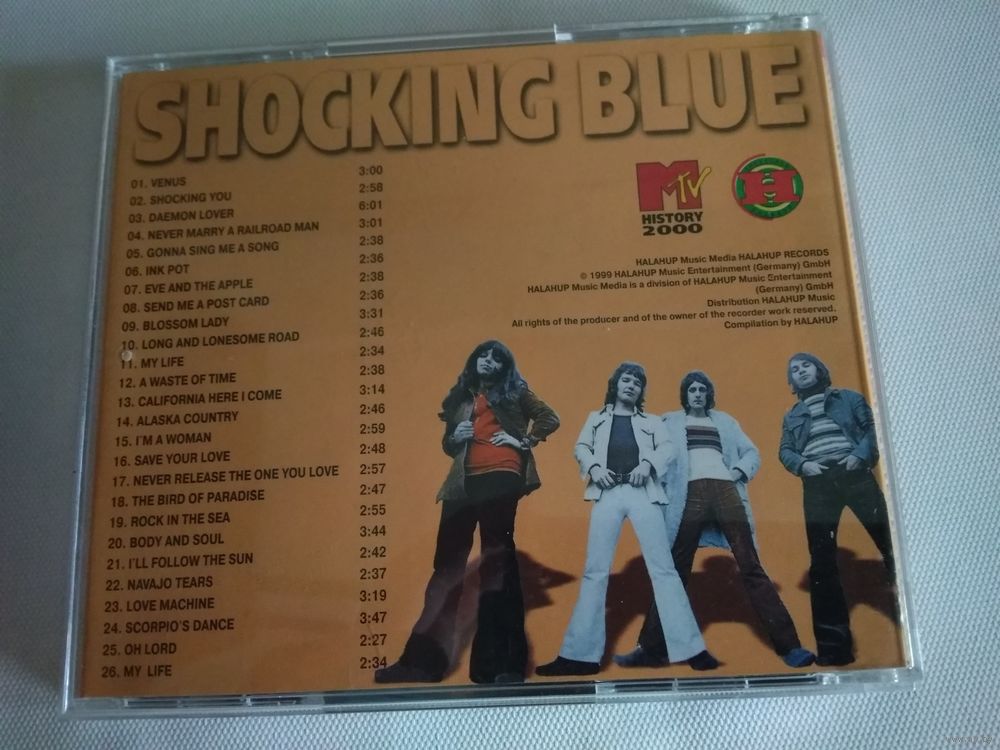 SHOCKING BLUE
01. VENUS 3:00
02. SHOCKING YOU 2:58
03. DAEMON LOVER 6:01
04. NEVER MARRY A RAILROAD MAN 3:01
05. GONNA SING ME A SONG 2:38
06. INK POT 2:36
07. EVE AND THE APPLE 2:38
08. SEND ME A POST CARD 2:36
09. BLOSSOM LADY 3:31
10. LONG AND LONESOME ROAD 2:46
11. MY LIFE 2:34
12. A WASTE OF TIME 2:38
13. CALIFORNIA HERE I COME 3:14
14. ALASKA COUNTRY 2:46
15. I'M A WOMAN 2:59
16. SAVE YOUR LOVE 2:48
17. NEVER RELEASE THE ONE YOU LOVE 2:57
18. THE BIRD OF PARADISE 2:47
19. ROCK IN THE SEA 2:55
20. BODY AND SOUL 3:44
21. I'LL FOLLOW THE SUN 2:42
22. NAVAJO TEARS 2:37
23. LOVE MACHINE 3:19
24. SCORPIO'S DANCE 3:47
25. OH LORD 2:27
26. MY LIFE 2:34
MTV
HISTORY
2000
H
HALAHUP Music Media HALAHUP RECORDS
© 1999 HALAHUP Music Entertainment (Germany) GmbH
HALAHUP Music Media is a division of HALAHUP Music Entertainment
(Germany) GmbH
Distribution HALAHUP Music
All rights of the producer and of the owner of the recorder work reserved.
Compilation by HALAHUP